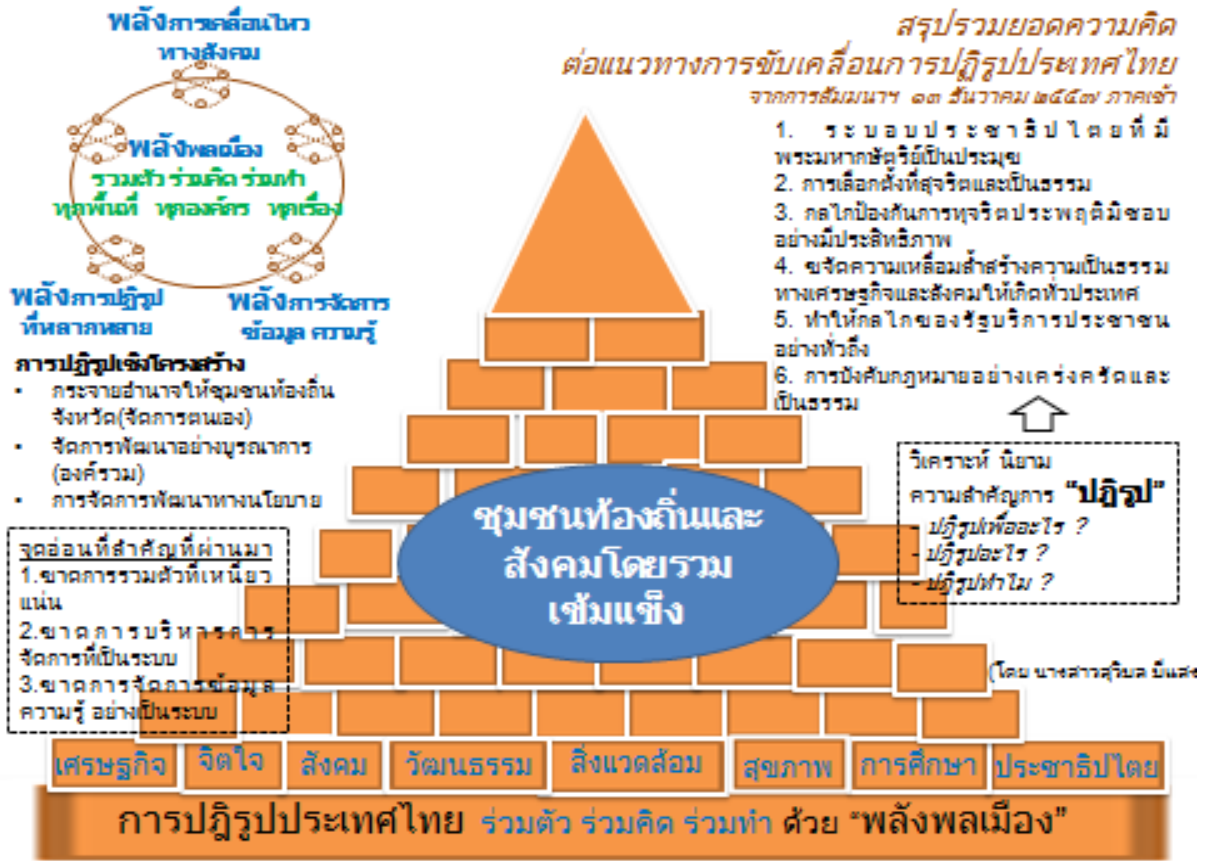 พลังการเคลื่อนไหว
ทางสังคม
พลังพลเมือง
รวมตัว ร่วมคิด ร่วมทำ
ทุกพื้นที่ ทุกองค์กร ทุกเรื่อง
พลังการปฏิรูป
ที่หลากหลาย
พลังการจัดการ
ข้อมูล ความรู้
สรุปรวมยอดความคิด
ต่อแนวทางการขับเคลื่อนการปฏิรูปประเทศไทย
จากการสัมมนาฯ ๑๓ ธันวาคม ๒๕๕๗ ภาคเช้า
1. ระบอบประชาธิปไตยที่มี
พระมหากษัตริย์เป็นประมุข
2. การเลือกตั้งที่สุจริตและเป็นธรรม
3. กลไกป้องกันการทุจริตประพฤติมิชอบ
อย่างมีประสิทธิภาพ
4. ขจัดความเหลื่อมล้ำสร้างความเป็นธรรม
ทางเศรษฐกิจและสังคมให้เกิดทั่วประเทศ
5. ทำให้กลไกของรัฐบริการประชาชน
อย่างทั่วถึง
6. การบังคับกฎหมายอย่างเคร่งครัดและ
เป็นธรรม
การปฏิรูปเชิงโครงสร้าง
• กระจายอำนาจให้ชุมชนท้องถิ่น
จังหวัด(จัดการตนเอง)
• จัดการพัฒนาอย่างบูรณาการ
(องค์รวม)
• การจัดการพัฒนาทางนโยบาย
วิเคราะห์ นิยาม
ความสำคัญการ “ปฏิรูป”
- ปฏิรูปเพื่ออะไร ?
- ปฏิรูปอะไร ?
- ปฏิรูปทำไม ?
จุดอ่อนที่สำคัญที่ผ่านมา
1.ขาดการรวมตัวที่เหนียว
แน่น
2.ขาดการบริหารการ
จัดการที่เป็นระบบ
3.ขาดการจัดการข้อมูล
ความรู้ อย่างเป็นระบบ
ชุมชนท้องถิ่นและ
สังคมโดยรวม
เข้มแข็ง
(โดย นางสาวสุวิมล มีแสง
เศรษฐกิจ จิตใจ สังคม วัฒนธรรม สิ่งแวดล้อม สุขภาพ การศึกษา ประชาธิปไตย
การปฎิรูปประเทศไทย ร่วมตัว ร่วมคิด ร่วมทำ ด้วย “พลังพลเมือง”